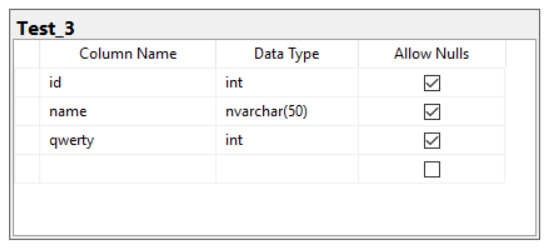 Test_3
Column Name Data Type Allow Nulls
id int
name nvarchar(50)
qwerty int